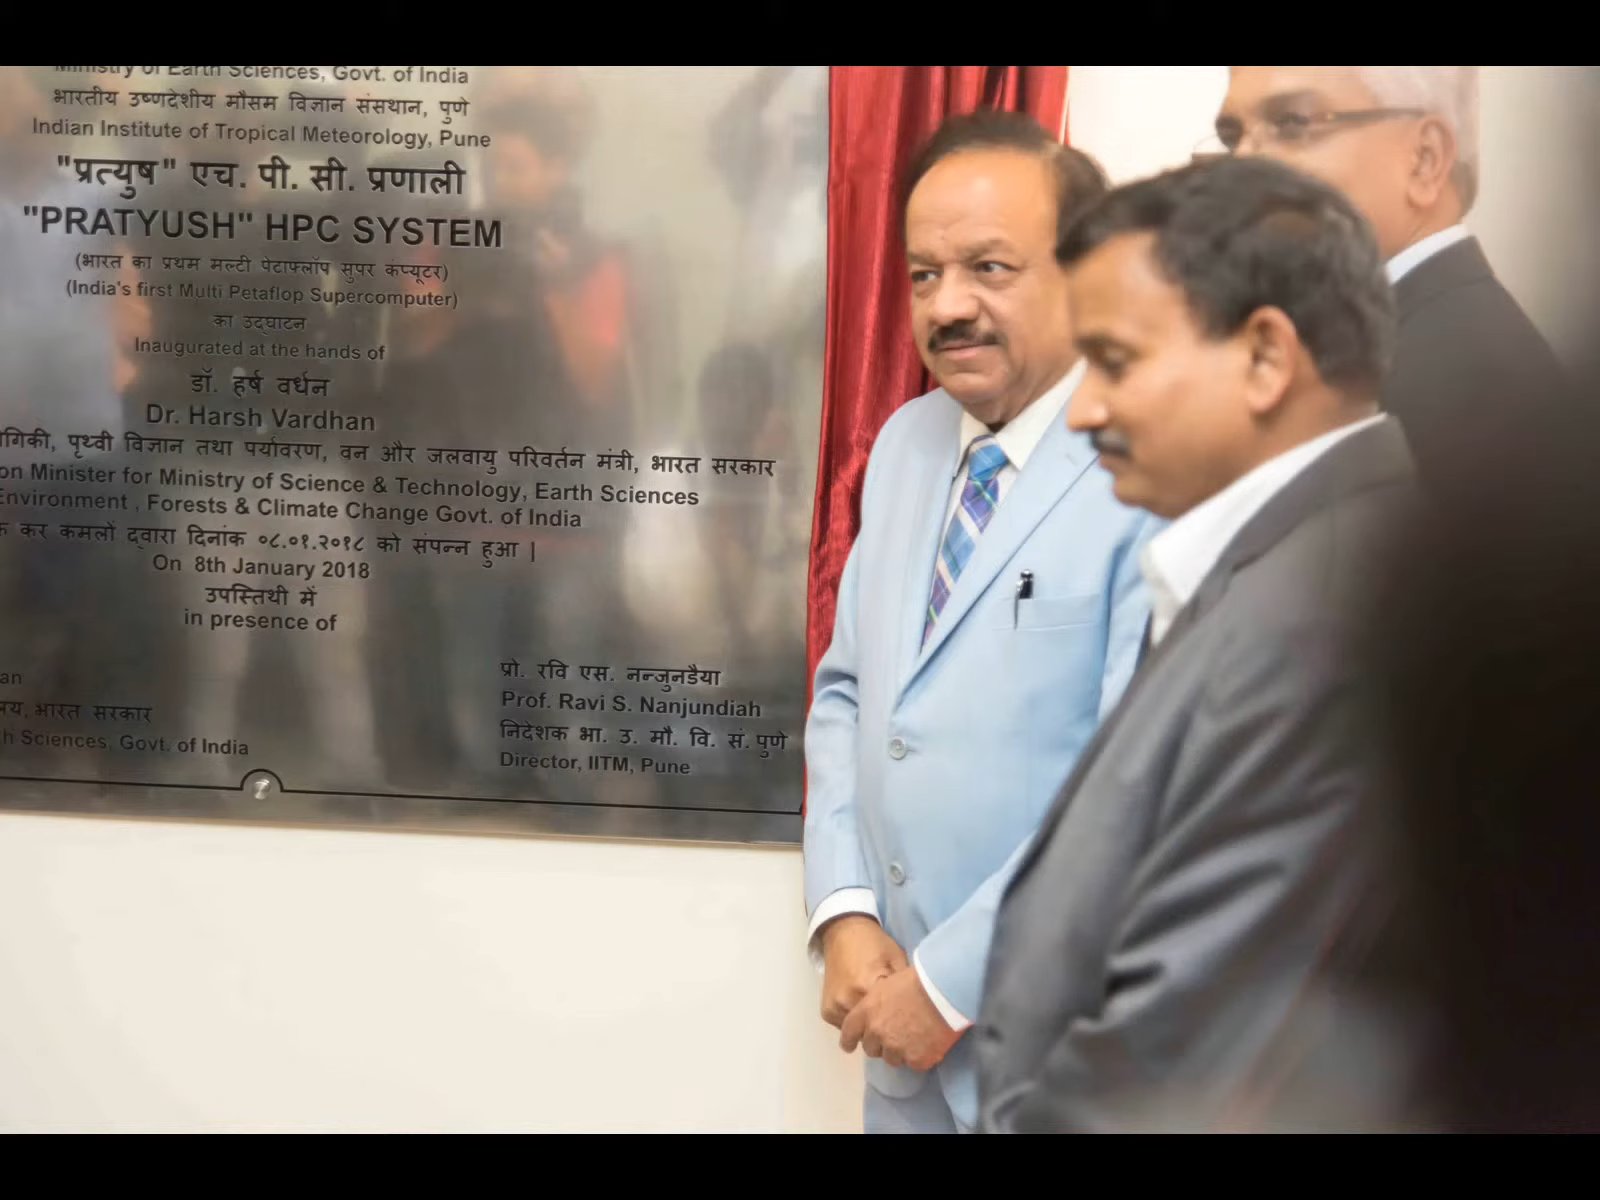 Ministry of Earth Sciences, Govt. of India
भारतीय उष्णदेशीय मौसम विज्ञान संसथान, पुणे
Indian Institute of Tropical Meteorology, Pune
"प्रत्युष" एच. पी. सी. प्रणाली
"PRATYUSH" HPC SYSTEM
(भारत का प्रथम मल्टी पेटाफ्लॉप सुपर कंप्यूटर)
(India's first Multi Petaflop Supercomputer)
का उद्घाटन
Inaugurated at the hands of
डॉ. हर्ष वर्धन
Dr. Harsh Vardhan
पृथ्वी विज्ञान तथा पर्यावरण, वन और जलवायु परिवर्तन मंत्री, भारत सरकार
on Minister for Ministry of Science & Technology, Earth Sciences
Environment , Forests & Climate Change Govt. of India
कर कमलों द्वारा दिनांक ०८.०१.२०१८ को संपन्न हुआ |
On 8th January 2018
उपस्तिथी में
in presence of
an
भारत सरकार
h Sciences, Govt. of India
प्रो. रवि एस. नन्जुनडैया
Prof. Ravi S. Nanjundiah
निदेशक भा. उ. मौ. वि. सं. पुणे
Director, IITM, Pune